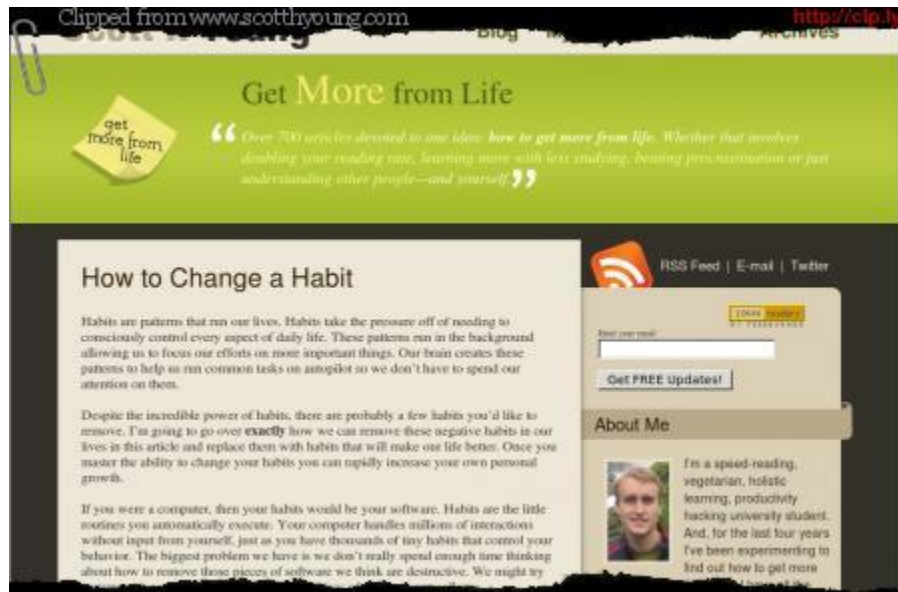 Clipped from www.scotthyoung.com
http://clp.ly
Scott H Young
Blog
Archives
get
more from
life
Get More from Life
“ Over 700 articles devoted to one idea: how to get more from life. Whether that involves
doubling your reading rate, learning more with less studying, beating procrastination or just
understanding other people—and yourself. ”
How to Change a Habit
Habits are patterns that run our lives. Habits take the pressure off of needing to
consciously control every aspect of daily life. These patterns run in the background
allowing us to focus our efforts on more important things. Our brain creates these
patterns to help us run common tasks on autopilot so we don't have to spend our
attention on them.
Despite the incredible power of habits, there are probably a few habits you'd like to
remove. I'm going to go over exactly how we can remove these negative habits in our
lives in this article and replace them with habits that will make our life better. Once you
master the ability to change your habits you can rapidly increase your own personal
growth.
If you were a computer, then your habits would be your software. Habits are the little
routines you automatically execute. Your computer handles millions of interactions
without input from yourself, just as you have thousands of tiny habits that control your
behavior. The biggest problem we have is we don't really spend enough time thinking
about how to remove those pieces of software we think are destructive. We might try
RSS Feed | E-mail | Twitter
readers
BY FEEDBURNER
Enter your email
Get FREE Updates!
About Me
I'm a speed-reading,
vegetarian, holistic
learning, productivity
hacking university student.
And, for the last four years
I've been experimenting to
find out how to get more